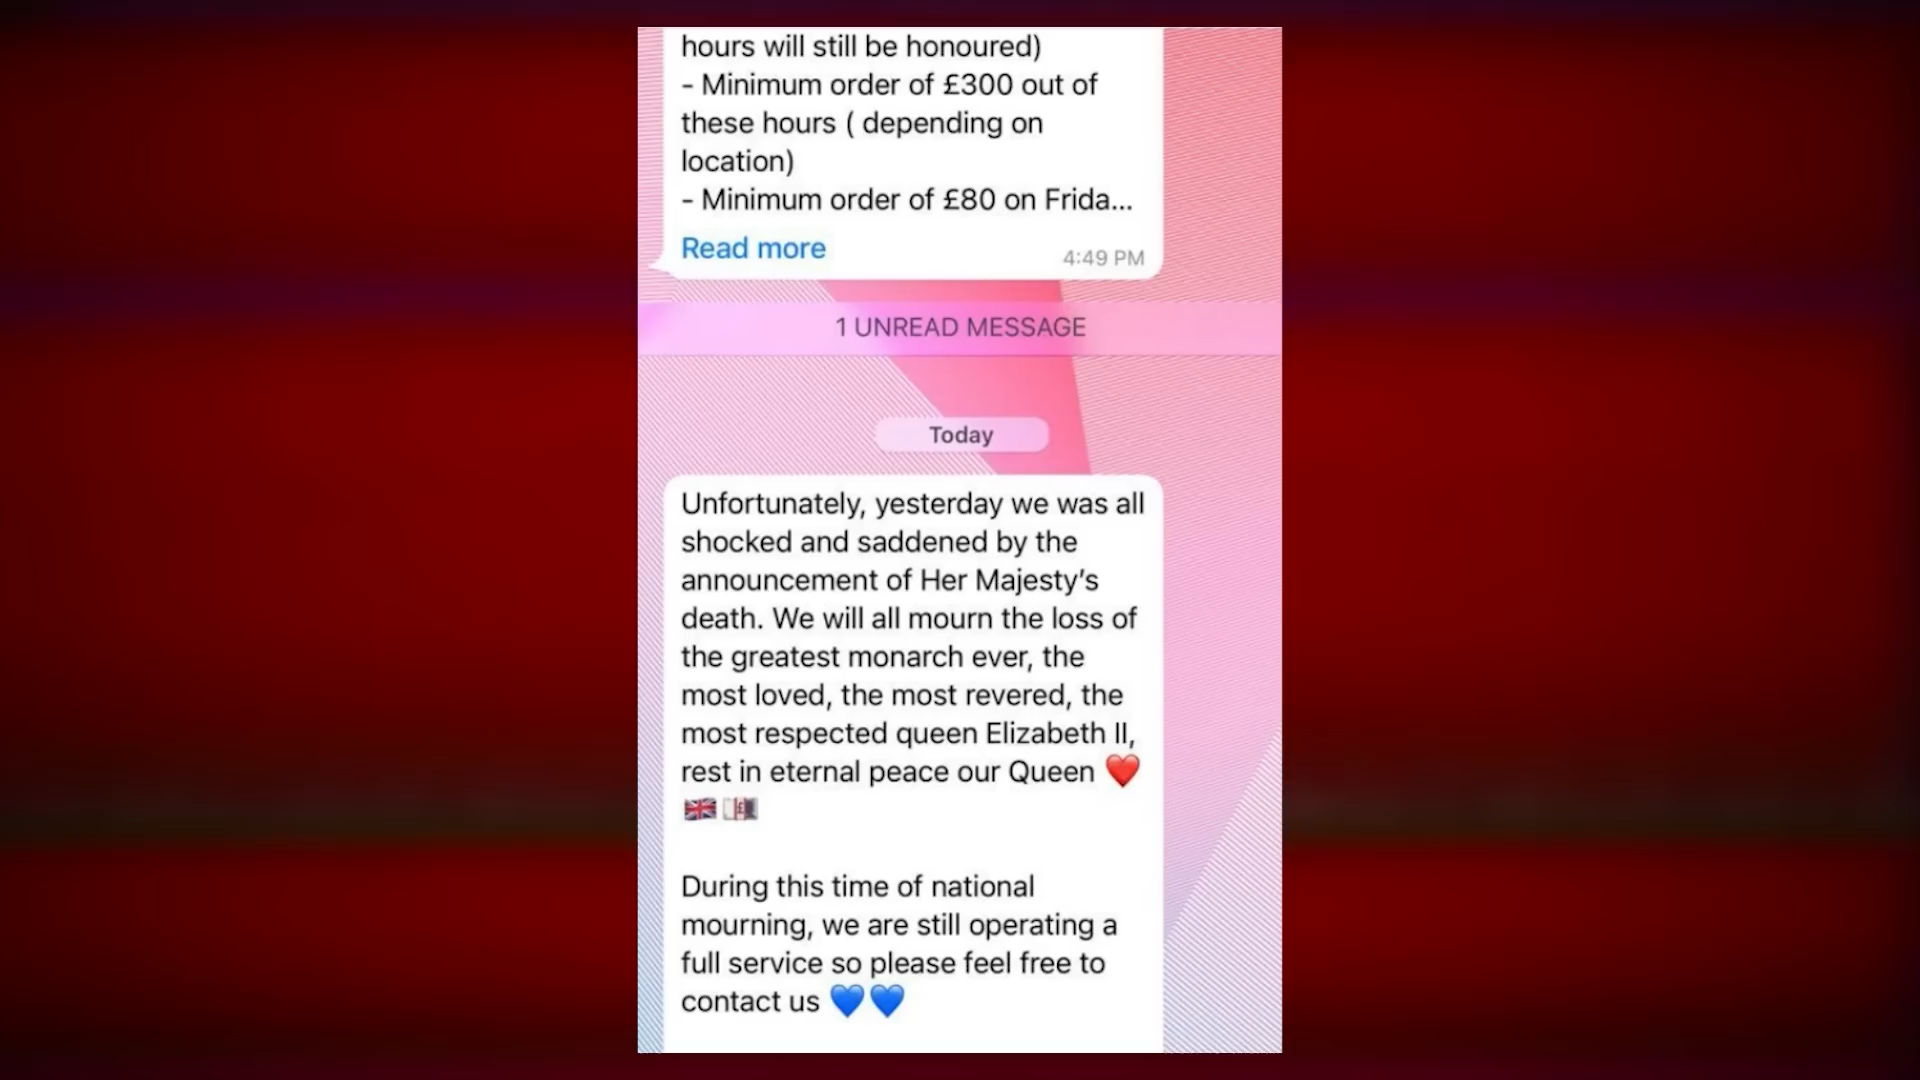 hours will still be honoured)
- Minimum order of £300 out of
these hours ( depending on
location)
- Minimum order of £80 on Frida...
Read more
4:49 PM
1 UNREAD MESSAGE
Today
Unfortunately, yesterday we was all
shocked and saddened by the
announcement of Her Majesty’s
death. We will all mourn the loss of
the greatest monarch ever, the
most loved, the most revered, the
most respected queen Elizabeth II,
rest in eternal peace our Queen ❤️
🇬🇧 💷
During this time of national
mourning, we are still operating a
full service so please feel free to
contact us 💙💙